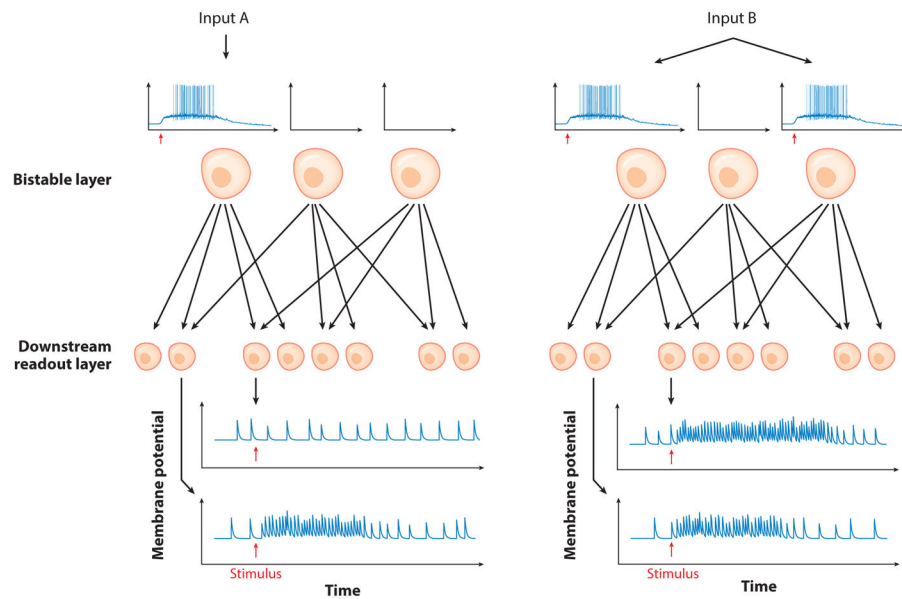 Input A
Input B
Bistable layer
Downstream
readout layer
Membrane potential
Stimulus
Time
Membrane potential
Stimulus
Time